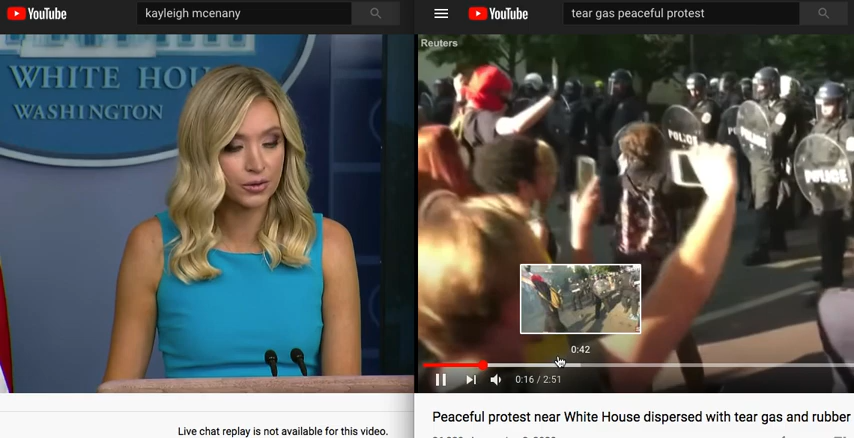 YouTube
kayleigh mcenany
WHITE HOU
WASHINGTON
Live chat replay is not available for this video.
YouTube
tear gas peaceful protest
Reuters
POLICE
POLICE
0:42
0:16 / 2:51
Peaceful protest near White House dispersed with tear gas and rubber